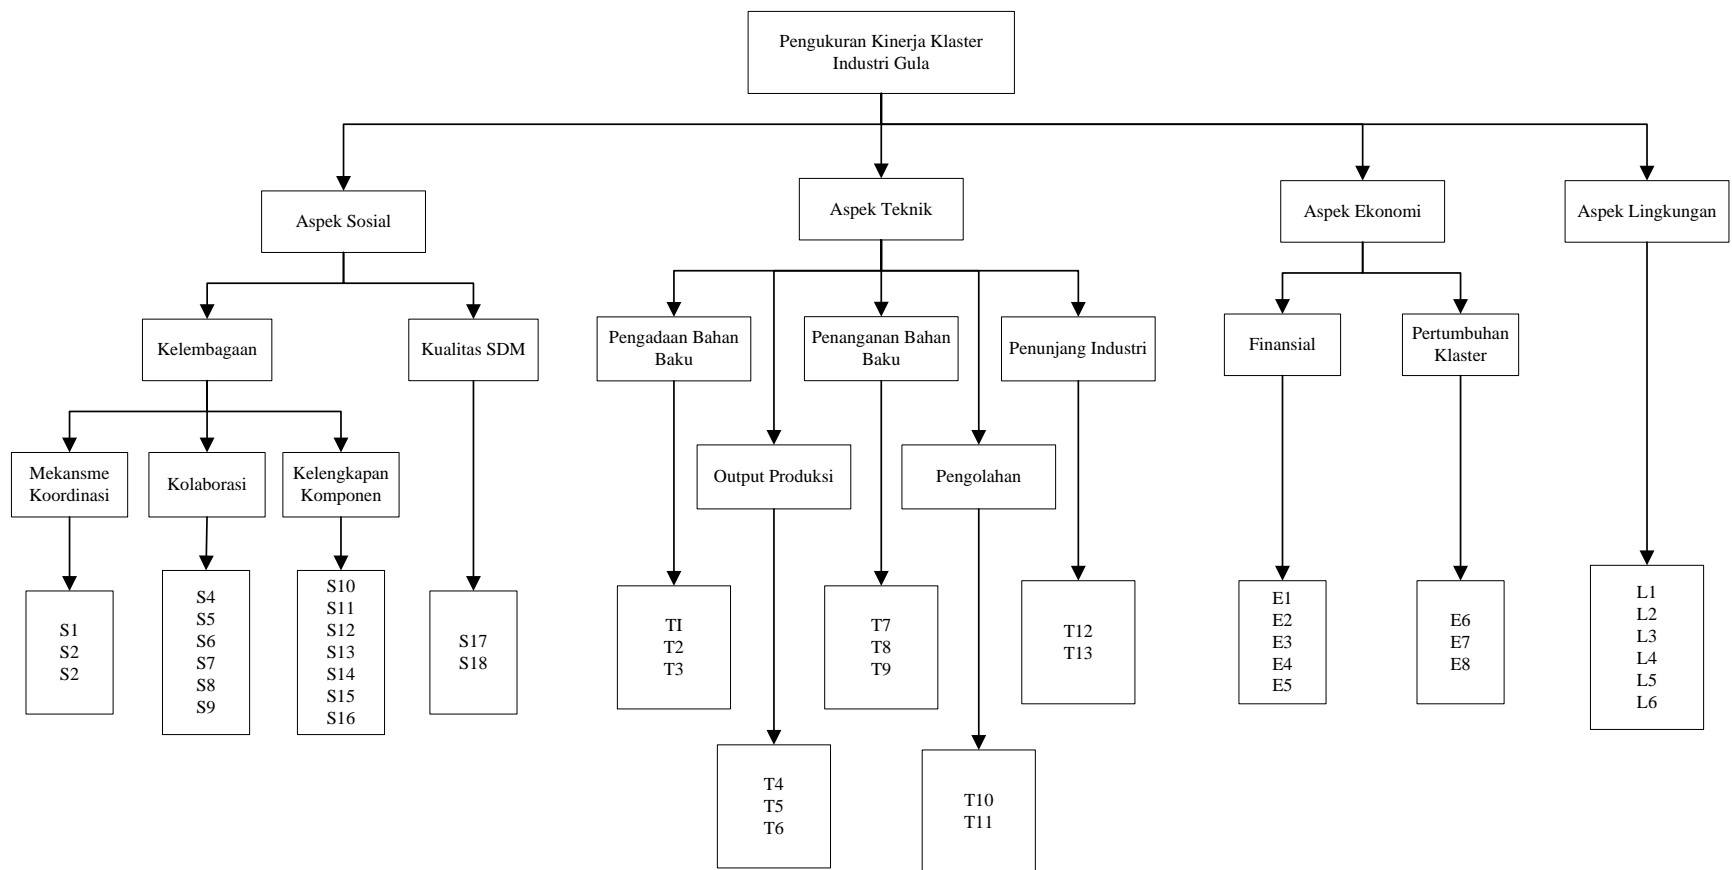 Pengukuran Kinerja Klaster
Industri Gula
Aspek Sosial
Aspek Teknik
Aspek Ekonomi
Aspek Lingkungan
Kelembagaan
Kualitas SDM
Pengadaan Bahan
Baku
Penanganan Bahan
Baku
Penunjang Industri
Finansial
Pertumbuhan
Klaster
Mekansme
Koordinasi
Kolaborasi
Kelengkapan
Komponen
Output Produksi
Pengolahan
S1
S2
S2
S4
S5
S6
S7
S8
S9
S10
S11
S12
S13
S14
S15
S16
S17
S18
TI
T2
T3
T7
T8
T9
T12
T13
E1
E2
E3
E4
E5
E6
E7
E8
L1
L2
L3
L4
L5
L6
T4
T5
T6
T10
T11